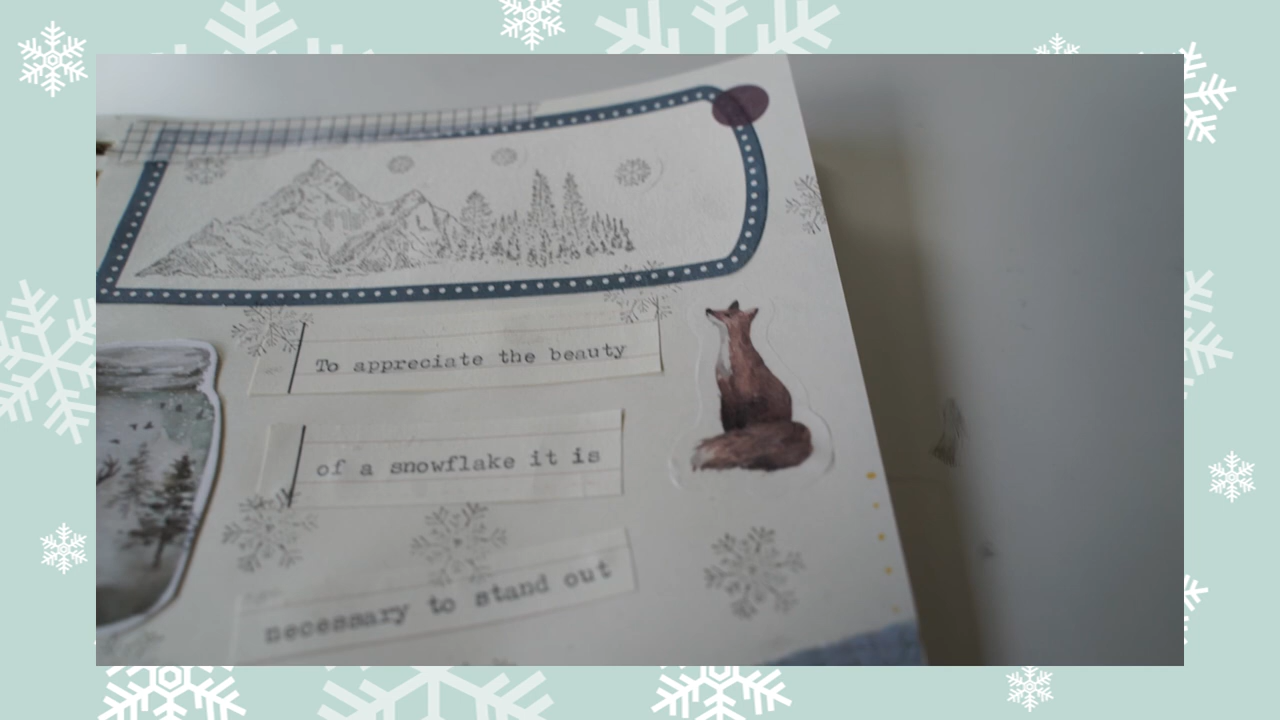 To appreciate the beauty
of a snowflake it is
necessary to stand out